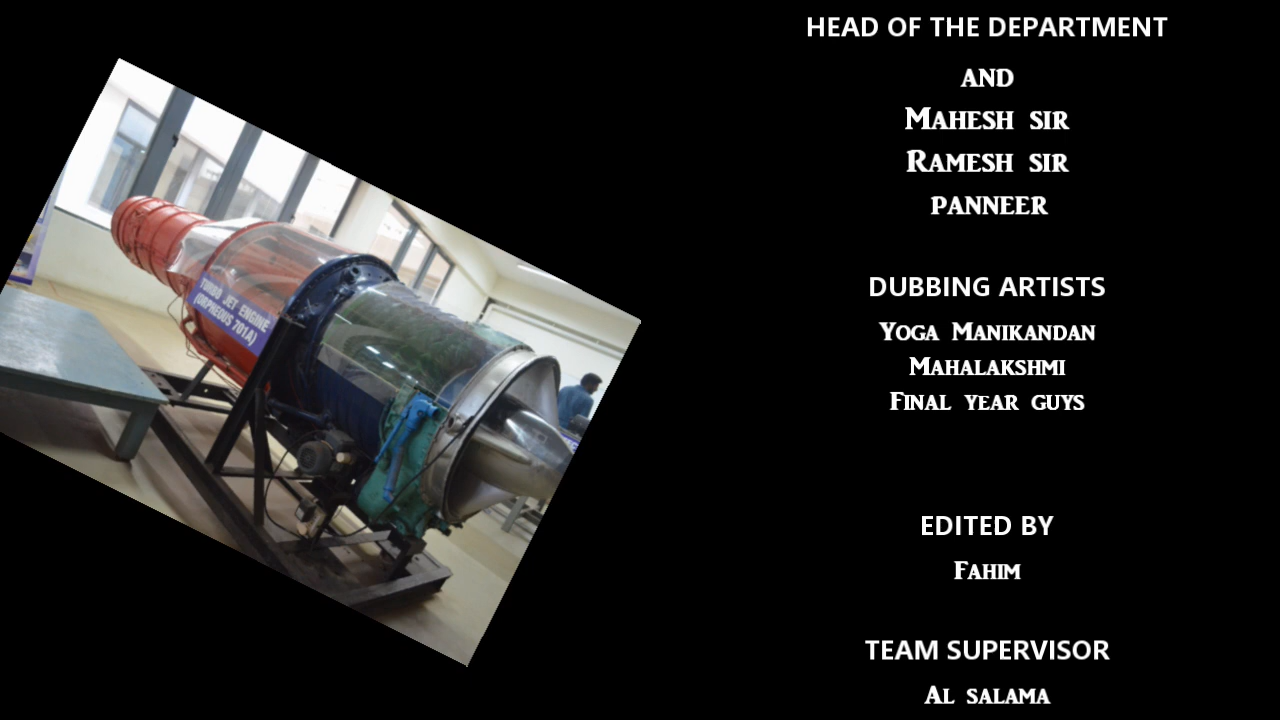 TURBO JET ENGINE
(ORPHEOUS 701A)
HEAD OF THE DEPARTMENT
AND
MAHESH SIR
RAMESH SIR
PANNEER
DUBBING ARTISTS
YOGA MANIKANDAN
MAHALAKSHMI
FINAL YEAR GUYS
EDITED BY
FAHIM
TEAM SUPERVISOR
AL SALAMA